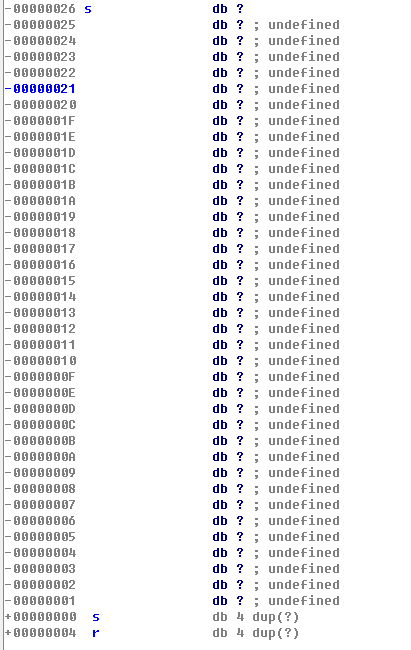 -00000026 s db ?
-00000025 db ? ; undefined
-00000024 db ? ; undefined
-00000023 db ? ; undefined
-00000022 db ? ; undefined
-00000021 db ? ; undefined
-00000020 db ? ; undefined
-0000001F db ? ; undefined
-0000001E db ? ; undefined
-0000001D db ? ; undefined
-0000001C db ? ; undefined
-0000001B db ? ; undefined
-0000001A db ? ; undefined
-00000019 db ? ; undefined
-00000018 db ? ; undefined
-00000017 db ? ; undefined
-00000016 db ? ; undefined
-00000015 db ? ; undefined
-00000014 db ? ; undefined
-00000013 db ? ; undefined
-00000012 db ? ; undefined
-00000011 db ? ; undefined
-00000010 db ? ; undefined
-0000000F db ? ; undefined
-0000000E db ? ; undefined
-0000000D db ? ; undefined
-0000000C db ? ; undefined
-0000000B db ? ; undefined
-0000000A db ? ; undefined
-00000009 db ? ; undefined
-00000008 db ? ; undefined
-00000007 db ? ; undefined
-00000006 db ? ; undefined
-00000005 db ? ; undefined
-00000004 db ? ; undefined
-00000003 db ? ; undefined
-00000002 db ? ; undefined
-00000001 db ? ; undefined
+00000000 s db 4 dup(?)
+00000004 r db 4 dup(?)